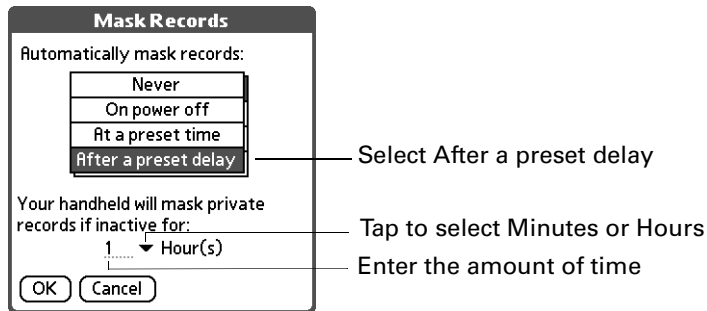 Mask Records
Automatically mask records:
Never
On power off
At a preset time
After a preset delay
Select After a preset delay
Your handheld will mask private
records if inactive for:
1 Hour(s)
Tap to select Minutes or Hours
Enter the amount of time
OK Cancel